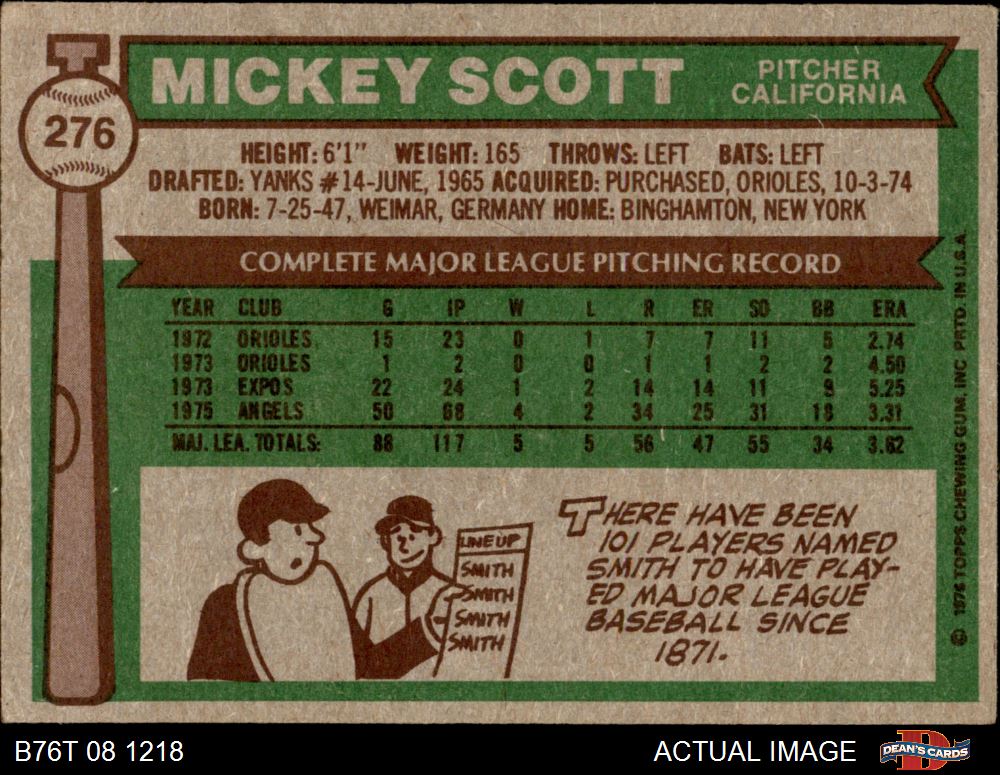 MICKEY SCOTT
PITCHER
CALIFORNIA
276
HEIGHT: 6'1" WEIGHT: 165 THROWS: LEFT BATS: LEFT
DRAFTED: YANKS #14-JUNE, 1965 ACQUIRED: PURCHASED, ORIOLES, 10-3-74
BORN: 7-25-47, WEIMAR, GERMANY HOME: BINGHAMTON, NEW YORK
COMPLETE MAJOR LEAGUE PITCHING RECORD
YEAR CLUB G IP W L R ER SO BB ERA
1972 ORIOLES 15 23 0 1 7 7 11 5 2.74
1973 ORIOLES 1 2 0 0 1 1 2 2 4.50
1973 EXPOS 22 24 1 2 14 14 11 9 5.25
1975 ANGELS 50 68 4 2 34 25 31 18 3.31
MAJ. LEA. TOTALS: 88 117 5 5 56 47 55 34 3.62
LINEUP
SMITH
SMITH
SMITH
SMITH
THERE HAVE BEEN
101 PLAYERS NAMED
SMITH TO HAVE PLAY-
ED MAJOR LEAGUE
BASEBALL SINCE
1871.
© 1976 TOPPS CHEWING GUM, INC PRTD. IN U.S.A.
B76T 08 1218
ACTUAL IMAGE
DEAN'S CARDS